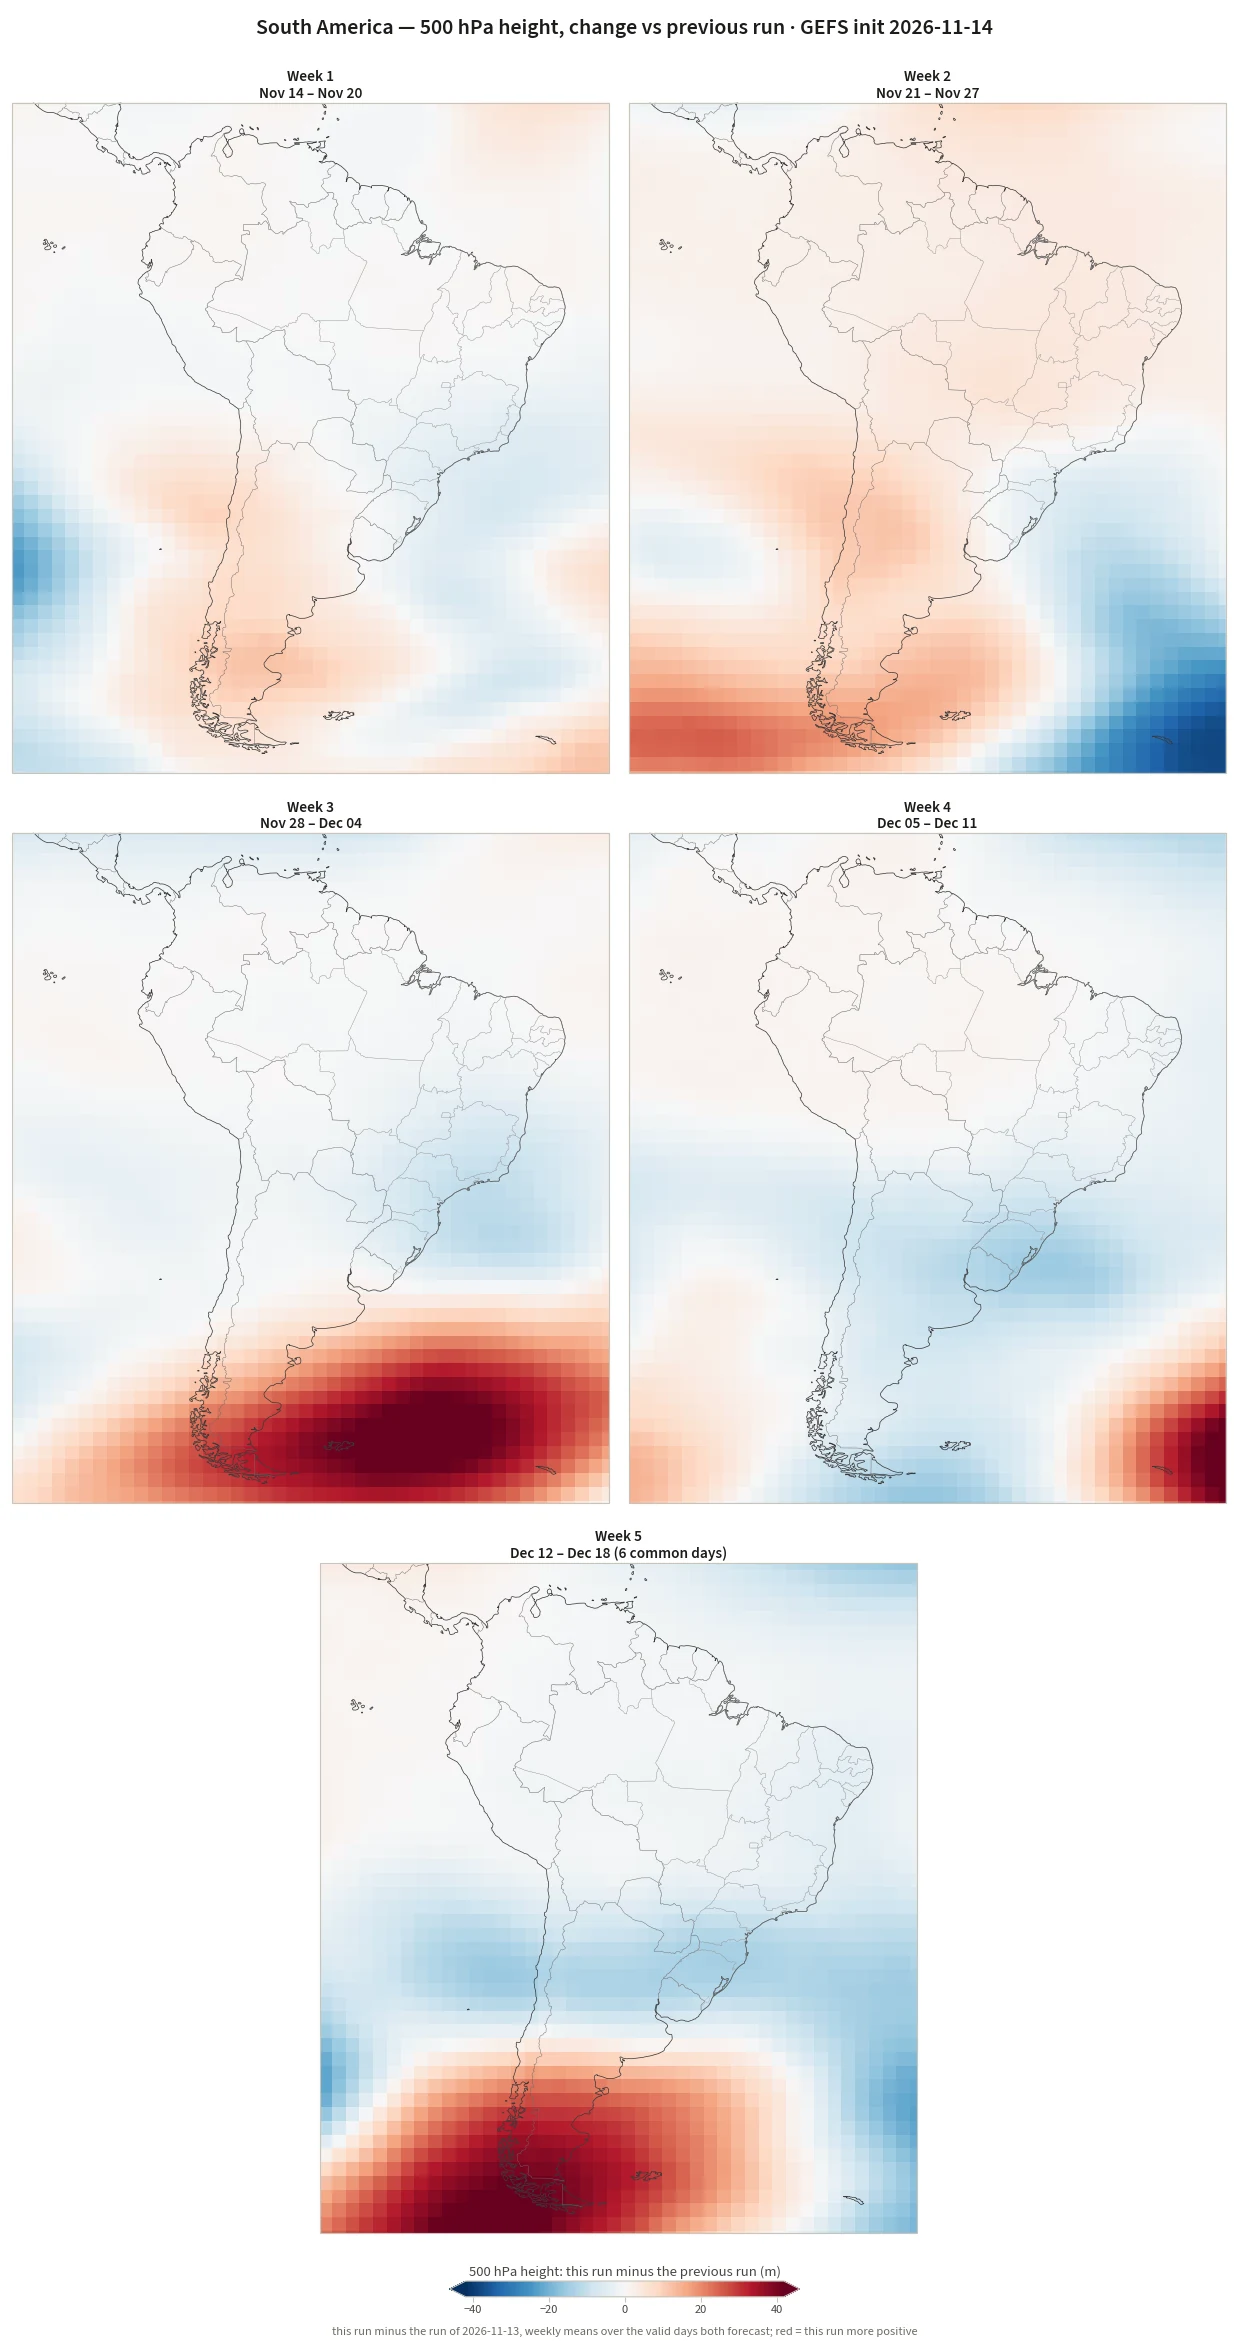 South America — 500 hPa height, change vs previous run · GEFS init 2026-11-14
Week 1
Nov 14 – Nov 20
Week 2
Nov 21 – Nov 27
Week 3
Nov 28 – Dec 04
Week 4
Dec 05 – Dec 11
Week 5
Dec 12 – Dec 18 (6 common days)
500 hPa height: this run minus the previous run (m)
−40 −20 0 20 40
this run minus the run of 2026-11-13, weekly means over the valid days both forecast; red = this run more positive